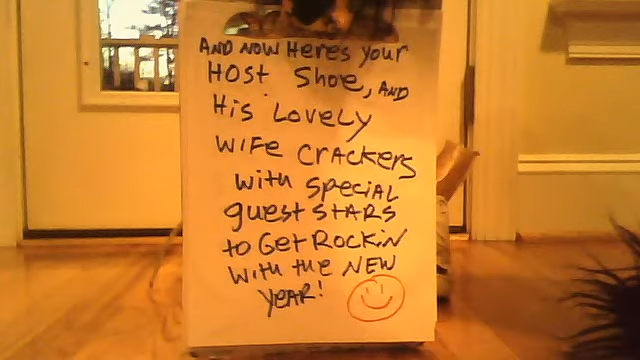 AND NOW HERES YOUR
HOST SHOE, AND
HIS LOVELY
WIFE CRACKERS
WITH SPECIAL
GUEST STARS
TO GET ROCKIN
WITH THE NEW
YEAR!